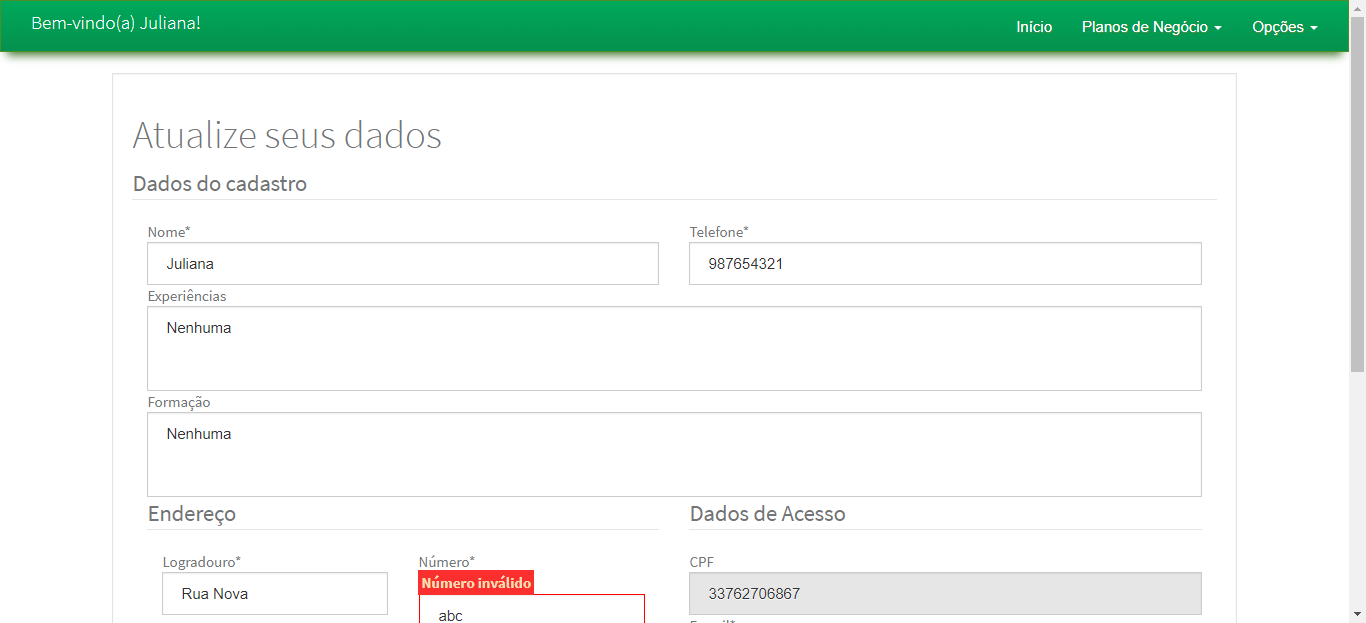 Bem-vindo(a) Juliana!
Início
Planos de Negócio
Opções
Atualize seus dados
Dados do cadastro
Nome*
Telefone*
Juliana
987654321
Experiências
Nenhuma
Formação
Nenhuma
Endereço
Dados de Acesso
Logradouro*
Número*
CPF
Número inválido
Rua Nova
abc
33762706867